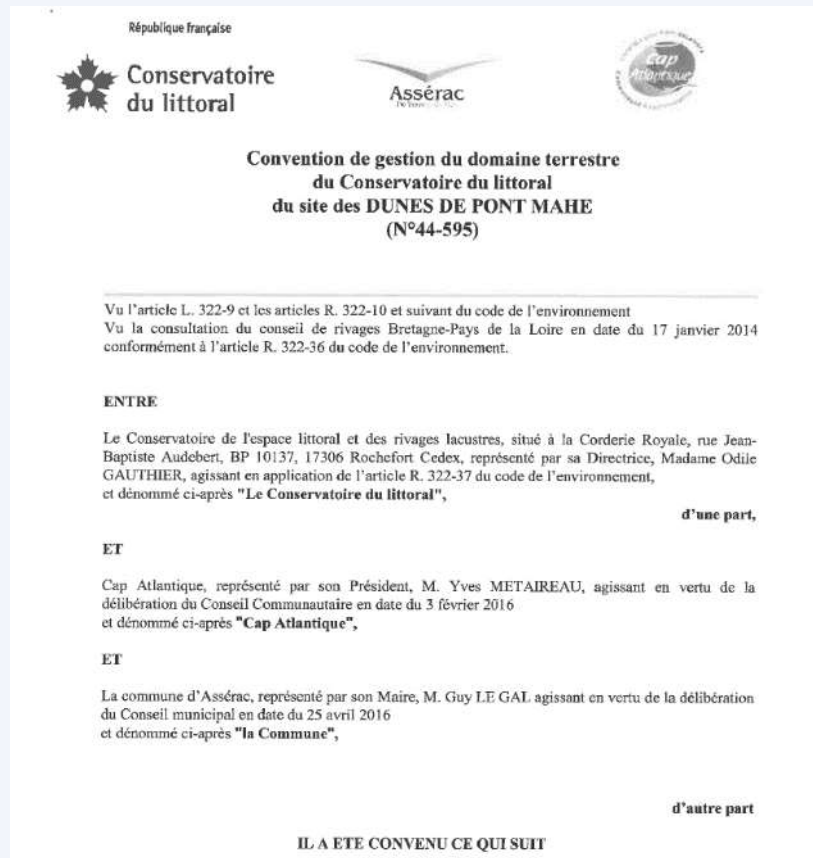 République française
Conservatoire
du littoral
Assérac
Cap
Atlantique
Convention de gestion du domaine terrestre
du Conservatoire du littoral
du site des DUNES DE PONT MAHE
(N°44-595)
Vu l'article L. 322-9 et les articles R. 322-10 et suivant du code de l'environnement
Vu la consultation du conseil de rivages Bretagne-Pays de la Loire en date du 17 janvier 2014
conformément à l'article R. 322-36 du code de l'environnement.
ENTRE
Le Conservatoire de l'espace littoral et des rivages lacustres, situé à la Corderie Royale, rue Jean-
Baptiste Audebert, BP 10137, 17306 Rochefort Cedex, représenté par sa Directrice, Madame Odile
GAUTHIER, agissant en application de l'article R. 322-37 du code de l'environnement,
et dénommé ci-après "Le Conservatoire du littoral",
d'une part,
ET
Cap Atlantique, représenté par son Président, M. Yves METAIREAU, agissant en vertu de la
délibération du Conseil Communautaire en date du 3 février 2016
et dénommé ci-après "Cap Atlantique",
ET
La commune d'Assérac, représenté par son Maire, M. Guy LE GAL agissant en vertu de la délibération
du Conseil municipal en date du 25 avril 2016
et dénommé ci-après "la Commune",
d'autre part
IL A ETE CONVENU CE QUI SUIT